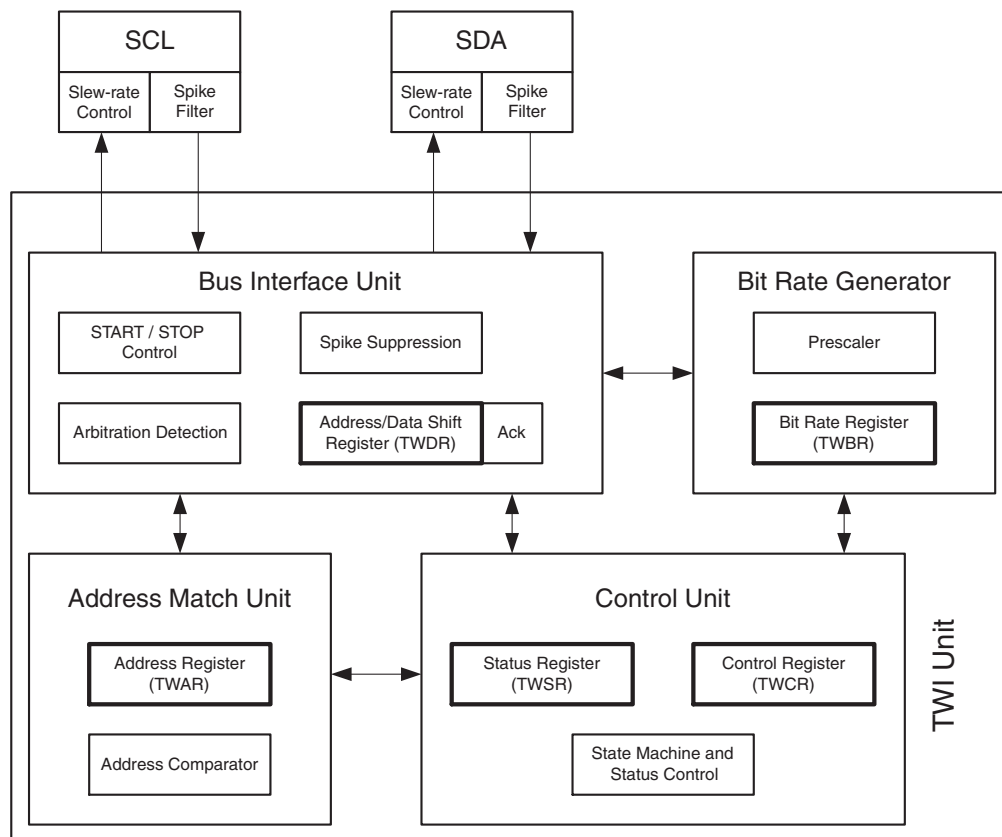 SCL
Slew-rate
Control
Spike
Filter
SDA
Slew-rate
Control
Spike
Filter
Bus Interface Unit
START / STOP
Control
Spike Suppression
Arbitration Detection
Address/Data Shift
Register (TWDR)
Ack
Bit Rate Generator
Prescaler
Bit Rate Register
(TWBR)
Address Match Unit
Address Register
(TWAR)
Address Comparator
Control Unit
Status Register
(TWSR)
Control Register
(TWCR)
State Machine and
Status Control
TWI Unit